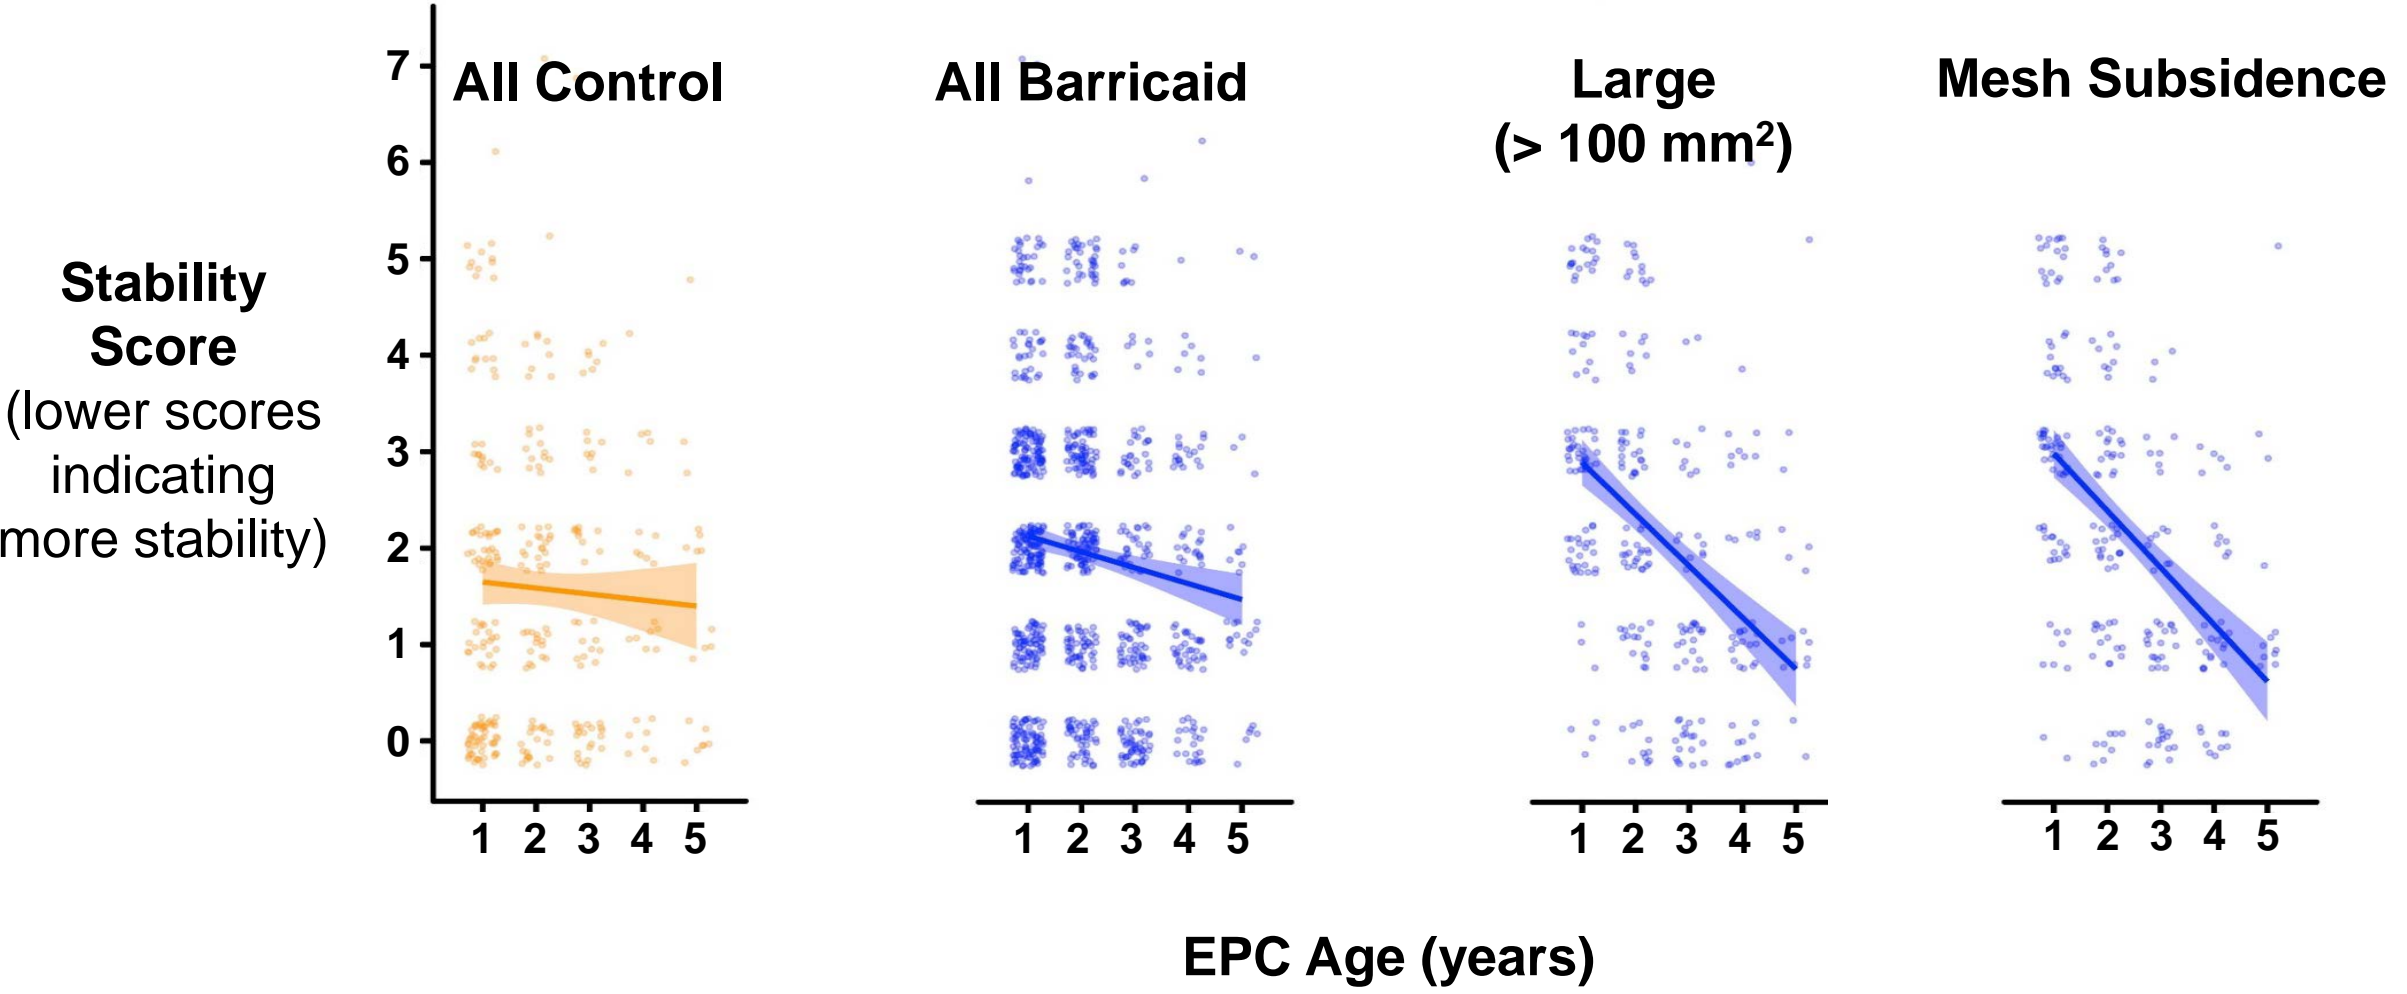 All Control
All Barricaid
Large
(> 100 mm²)
Mesh Subsidence
Stability
Score
(lower scores
indicating
more stability)
7
6
5
4
3
2
1
0
1 2 3 4 5
1 2 3 4 5
1 2 3 4 5
1 2 3 4 5
EPC Age (years)